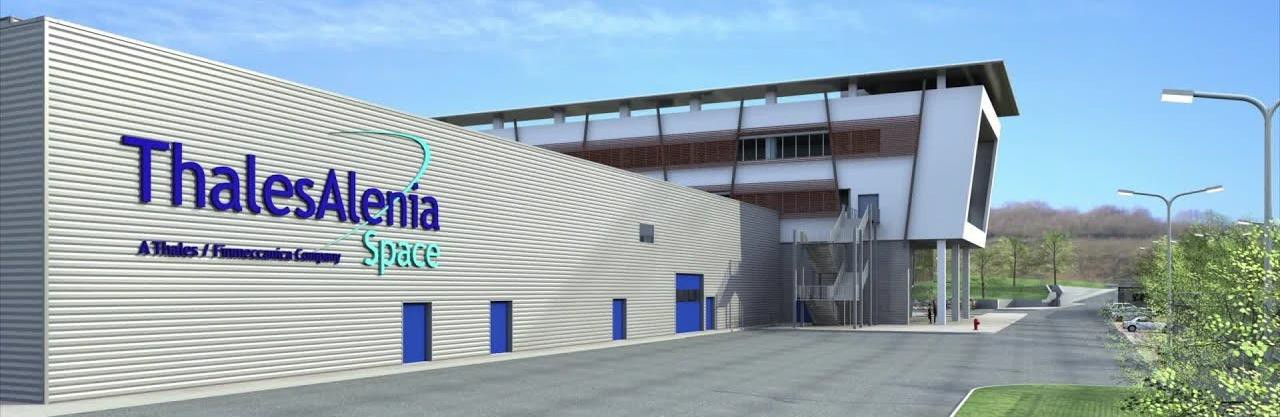 ThalesAlenia
Space
A Thales / Finmeccanica Company